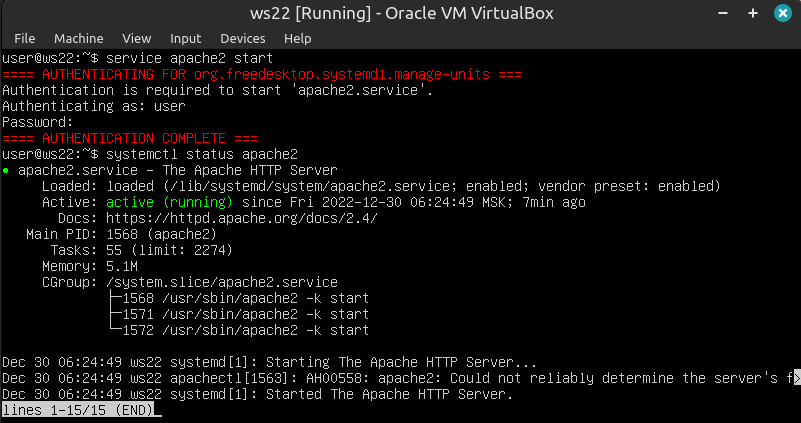 ws22 [Running] - Oracle VM VirtualBox
File Machine View Input Devices Help
user@ws22:~$ service apache2 start
==== AUTHENTICATING FOR org.freedesktop.systemd1.manage-units ===
Authentication is required to start 'apache2.service'.
Authenticating as: user
Password:
==== AUTHENTICATION COMPLETE ===
user@ws22:~$ systemctl status apache2
● apache2.service - The Apache HTTP Server
     Loaded: loaded (/lib/systemd/system/apache2.service; enabled; vendor preset: enabled)
     Active: active (running) since Fri 2022-12-30 06:24:49 MSK; 7min ago
       Docs: https://httpd.apache.org/docs/2.4/
   Main PID: 1568 (apache2)
      Tasks: 55 (limit: 2274)
     Memory: 5.1M
     CGroup: /system.slice/apache2.service
             ├─1568 /usr/sbin/apache2 -k start
             ├─1571 /usr/sbin/apache2 -k start
             └─1572 /usr/sbin/apache2 -k start
Dec 30 06:24:49 ws22 systemd[1]: Starting The Apache HTTP Server...
Dec 30 06:24:49 ws22 apachectl[1563]: AH00558: apache2: Could not reliably determine the server's f>
Dec 30 06:24:49 ws22 systemd[1]: Started The Apache HTTP Server.
lines 1-15/15 (END)